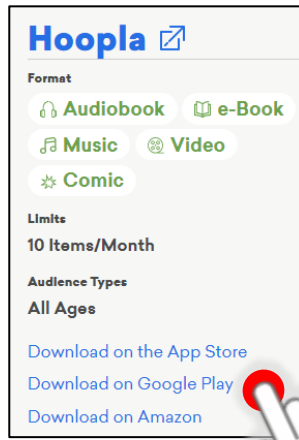 Hoopla
Format
Audiobook e-Book
Music Video
Comic
Limits
10 Items/Month
Audience Types
All Ages
Download on the App Store
Download on Google Play
Download on Amazon